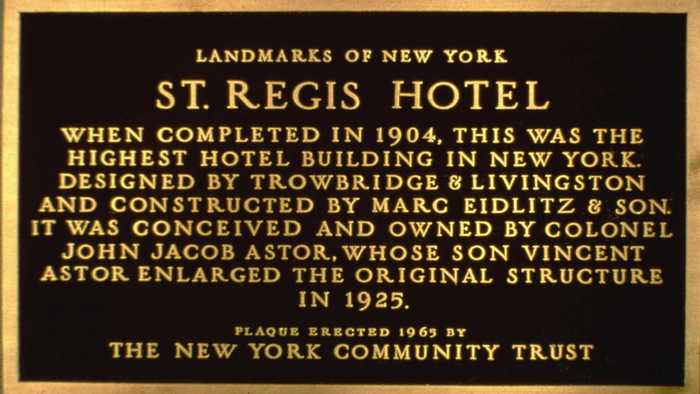 LANDMARKS OF NEW YORK
ST. REGIS HOTEL
WHEN COMPLETED IN 1904, THIS WAS THE
HIGHEST HOTEL BUILDING IN NEW YORK.
DESIGNED BY TROWBRIDGE & LIVINGSTON
AND CONSTRUCTED BY MARC EIDLITZ & SON.
IT WAS CONCEIVED AND OWNED BY COLONEL
JOHN JACOB ASTOR, WHOSE SON VINCENT
ASTOR ENLARGED THE ORIGINAL STRUCTURE
IN 1925.
PLAQUE ERECTED 1965 BY
THE NEW YORK COMMUNITY TRUST